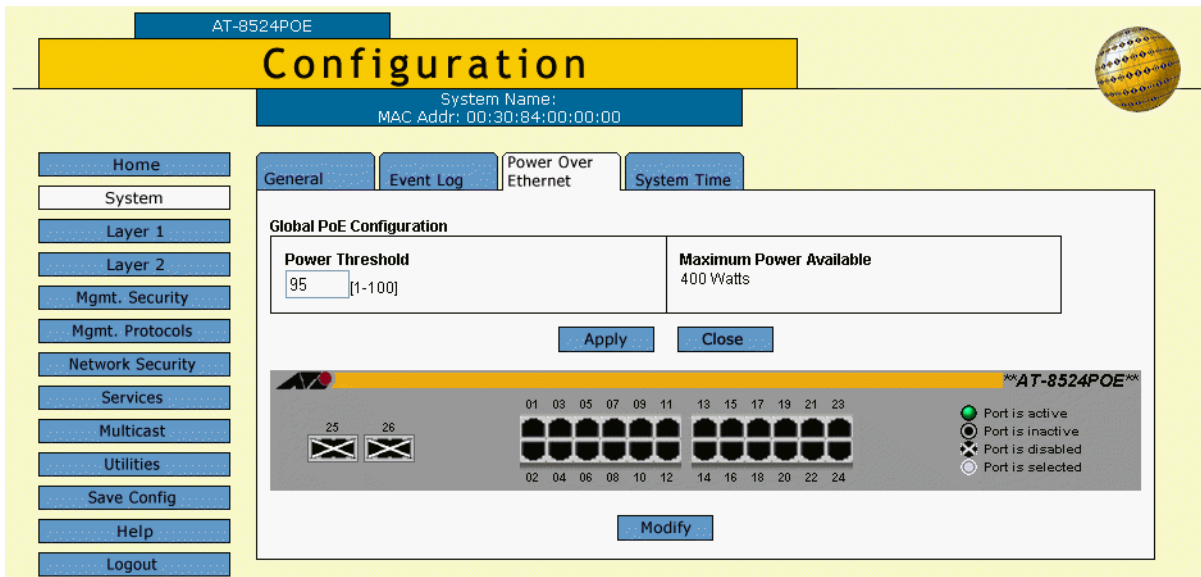 AT-8524POE
Configuration
System Name:
MAC Addr: 00:30:84:00:00:00
Home
System
Layer 1
Layer 2
Mgmt. Security
Mgmt. Protocols
Network Security
Services
Multicast
Utilities
Save Config
Help
Logout
General
Event Log
Power Over
Ethernet
System Time
Global PoE Configuration
Power Threshold
95 [1-100]
Maximum Power Available
400 Watts
Apply
Close
**AT-8524POE**
25 26
01 03 05 07 09 11 13 15 17 19 21 23
02 04 06 08 10 12 14 16 18 20 22 24
Port is active
Port is inactive
Port is disabled
Port is selected
Modify